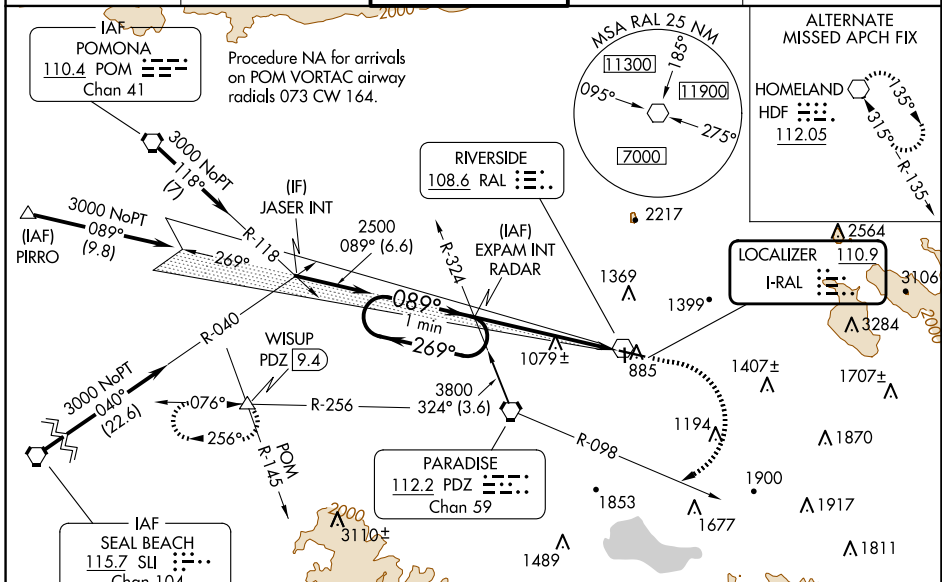 2000
IAF
POMONA
110.4 POM
Chan 41
Procedure NA for arrivals
on POM VORTAC airway
radials 073 CW 164.
MSA RAL 25 NM
11300
185°
095°
11900
275°
7000
ALTERNATE
MISSED APCH FIX
HOMELAND
HDF
112.05
135°
315°
R-135
3000 NoPT
118°
(7)
RIVERSIDE
108.6 RAL
(IAF)
PIRRO
3000 NoPT
089°
(9.8)
269°
R-118
(IF)
JASER INT
2500
089° (6.6)
R-324
(IAF)
EXPAM INT
RADAR
2217
2564
LOCALIZER 110.9
I-RAL
3106
2000
1369
1399
3284
089°
1 min
269°
1079±
885
1407±
1707±
R-040
WISUP
PDZ 9.4
3000 NoPT
040°
(22.6)
076°
256°
R-256
3800
324° (3.6)
POM
R-145
R-098
1194
1870
PARADISE
112.2 PDZ
Chan 59
1853
1900
1677
1917
1811
1489
2000
3110±
IAF
SEAL BEACH
115.7 SLI
Chan 104